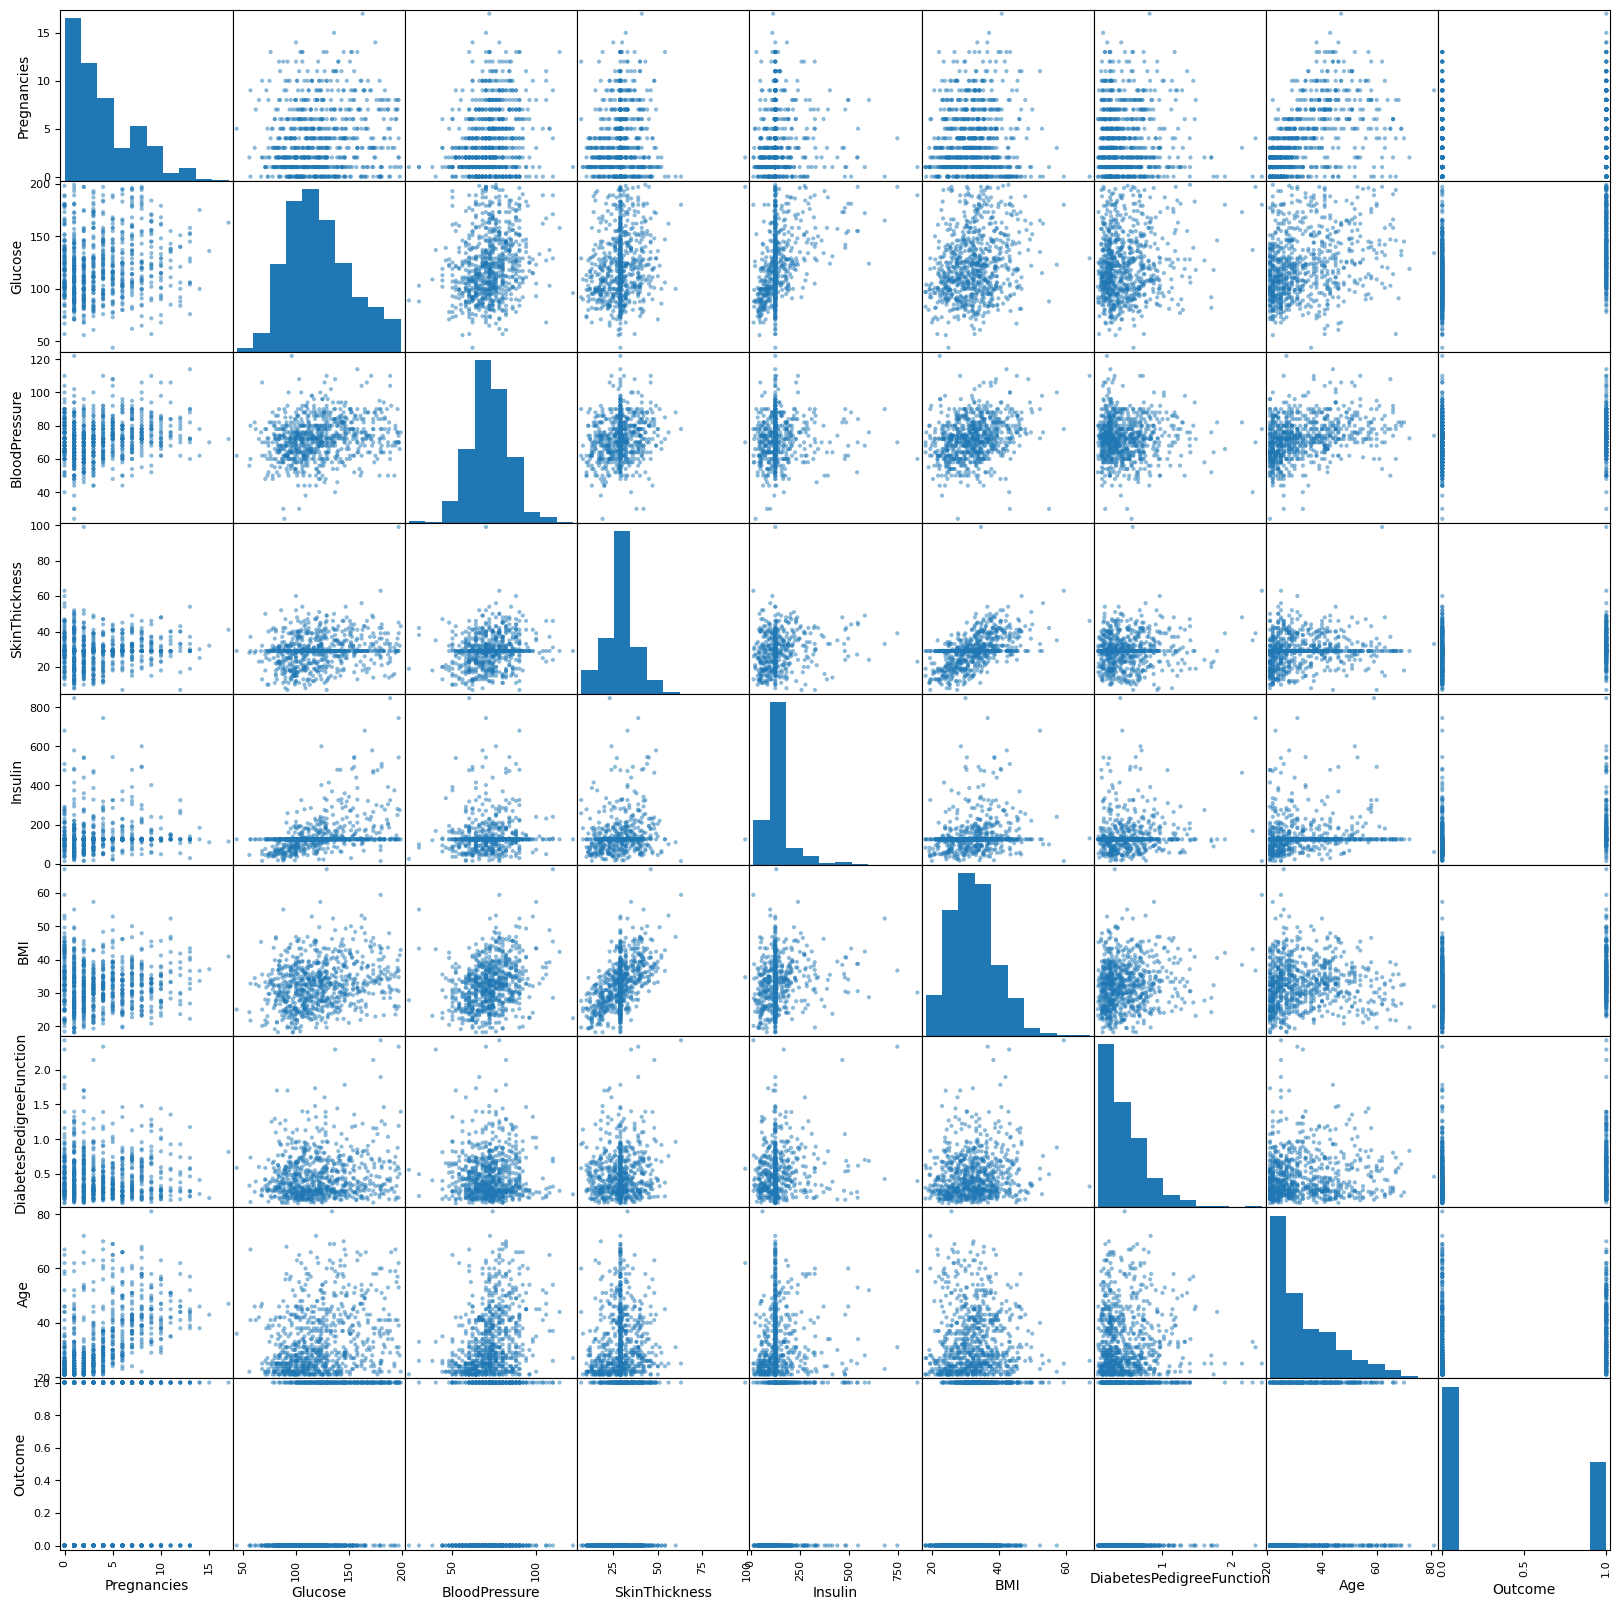 15
10
5
0
Pregnancies
200
150
100
50
Glucose
120
100
80
60
40
BloodPressure
100
80
60
40
20
SkinThickness
800
600
400
200
0
Insulin
60
50
40
30
20
BMI
2.0
1.5
1.0
0.5
DiabetesPedigreeFunction
80
60
40
20
Age
1.0
0.8
0.6
0.4
0.2
0.0
Outcome
0 5 10 15
Pregnancies
50 100 150 200
Glucose
50 100
BloodPressure
25 50 75 100
SkinThickness
0 250 500 750
Insulin
20 40 60
BMI
1 2
DiabetesPedigreeFunction
20 40 60 80
Age
0.0 0.5 1.0
Outcome